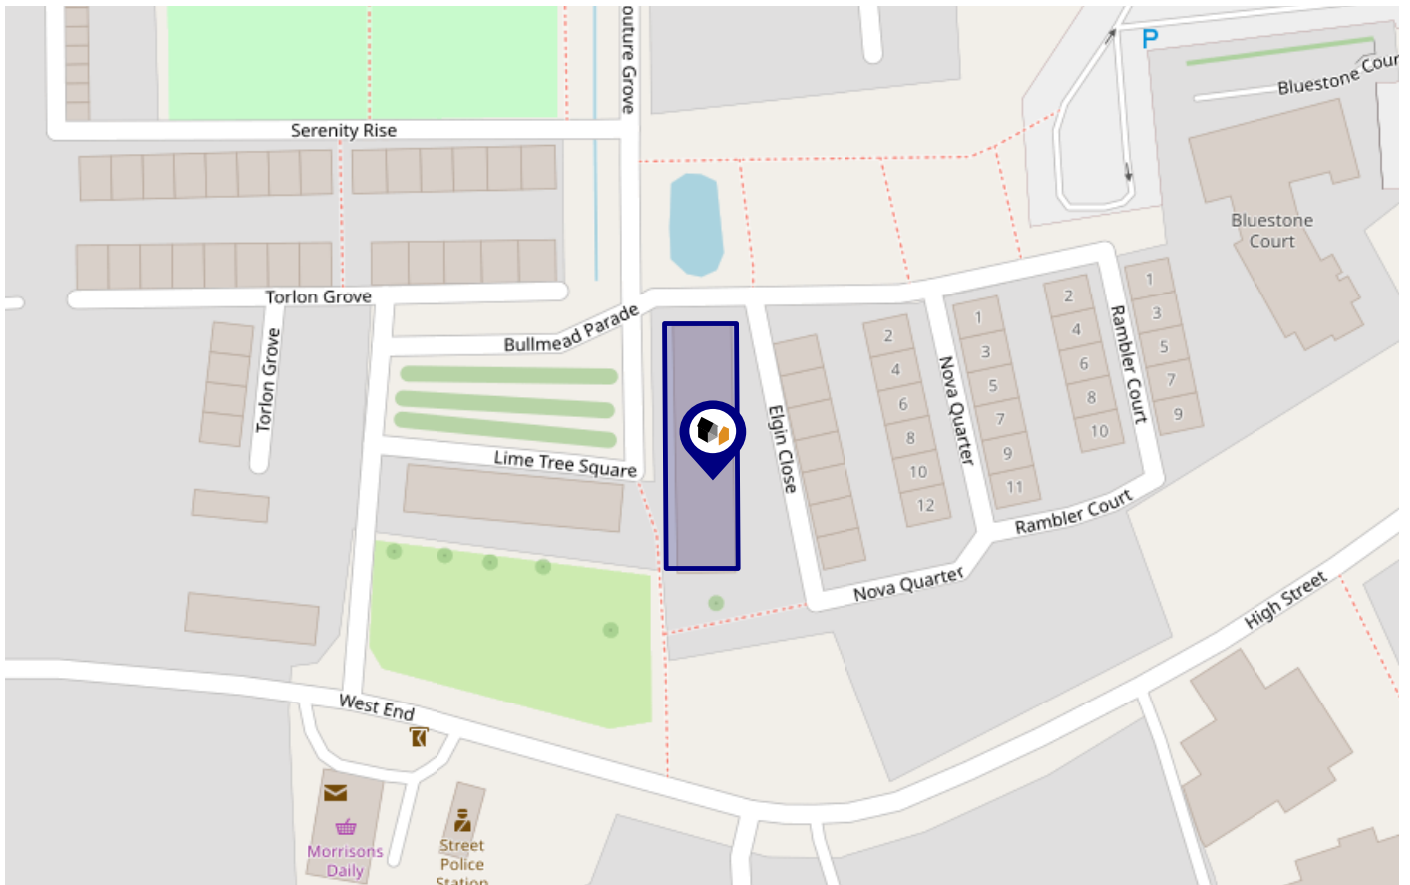 outure Grove
P
Bluestone Cour
Serenity Rise
Bluestone
Court
Torlon Grove
Torlon Grove
Bullmead Parade
Lime Tree Square
Elgin Close
Nova Quarter
Nova Quarter
Rambler Court
Rambler Court
2
4
6
8
10
12
1
3
5
7
9
11
2
4
6
8
10
1
3
5
7
9
High Street
West End
Morrisons
Daily
Street
Police
Station